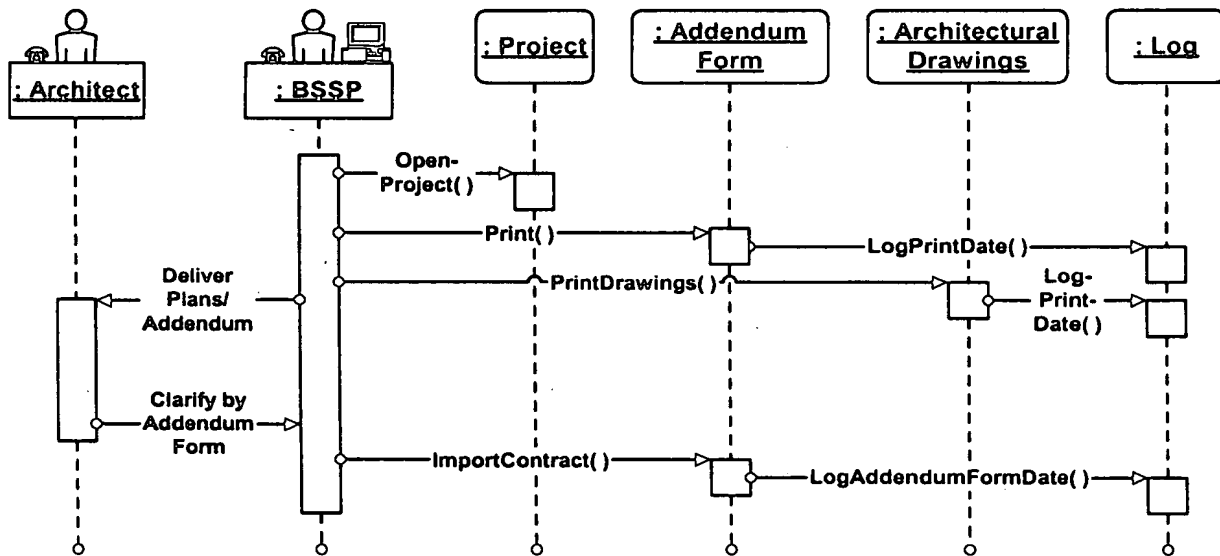 : Architect
: BSSP
: Project
: Addendum
Form
: Architectural
Drawings
: Log
Open-
Project( )
Print( )
LogPrintDate( )
Deliver
Plans/
Addendum
PrintDrawings( )
Log-
Print-
Date( )
Clarify by
Addendum
Form
ImportContract( )
LogAddendumFormDate( )